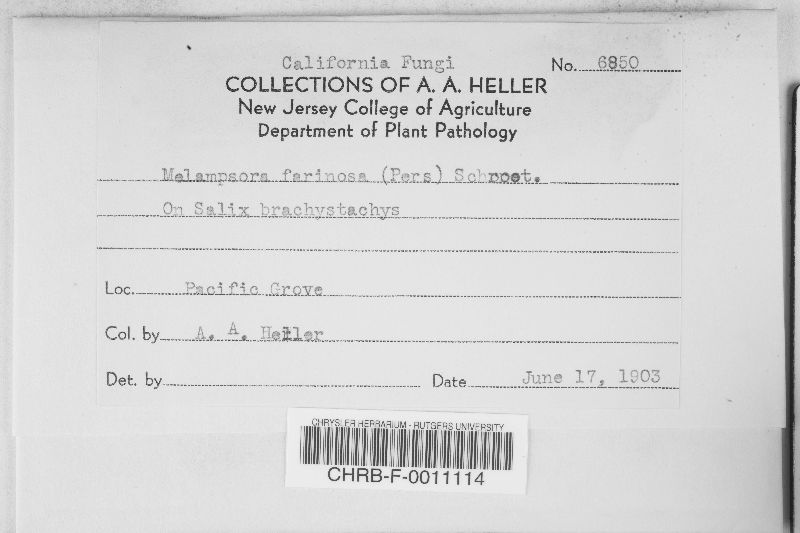 California Fungi No. 6850
COLLECTIONS OF A. A. HELLER
New Jersey College of Agriculture
Department of Plant Pathology
Melampsora farinosa (Pers) Schroet.
On Salix brachystachys
Loc. Pacific Grove
Col. by A. A. Heller
Det. by Date June 17, 1903
CHRYSLER HERBARIUM - RUTGERS UNIVERSITY
CHRB-F-0011114